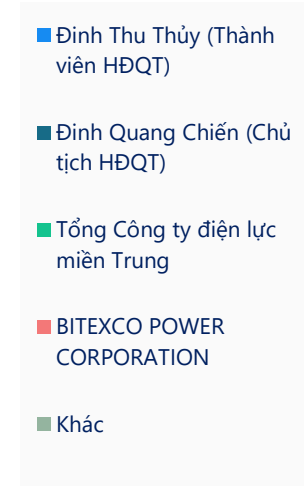 Đinh Thu Thủy (Thành
viên HĐQT)
Đinh Quang Chiến (Chủ
tịch HĐQT)
Tổng Công ty điện lực
miền Trung
BITEXCO POWER
CORPORATION
Khác